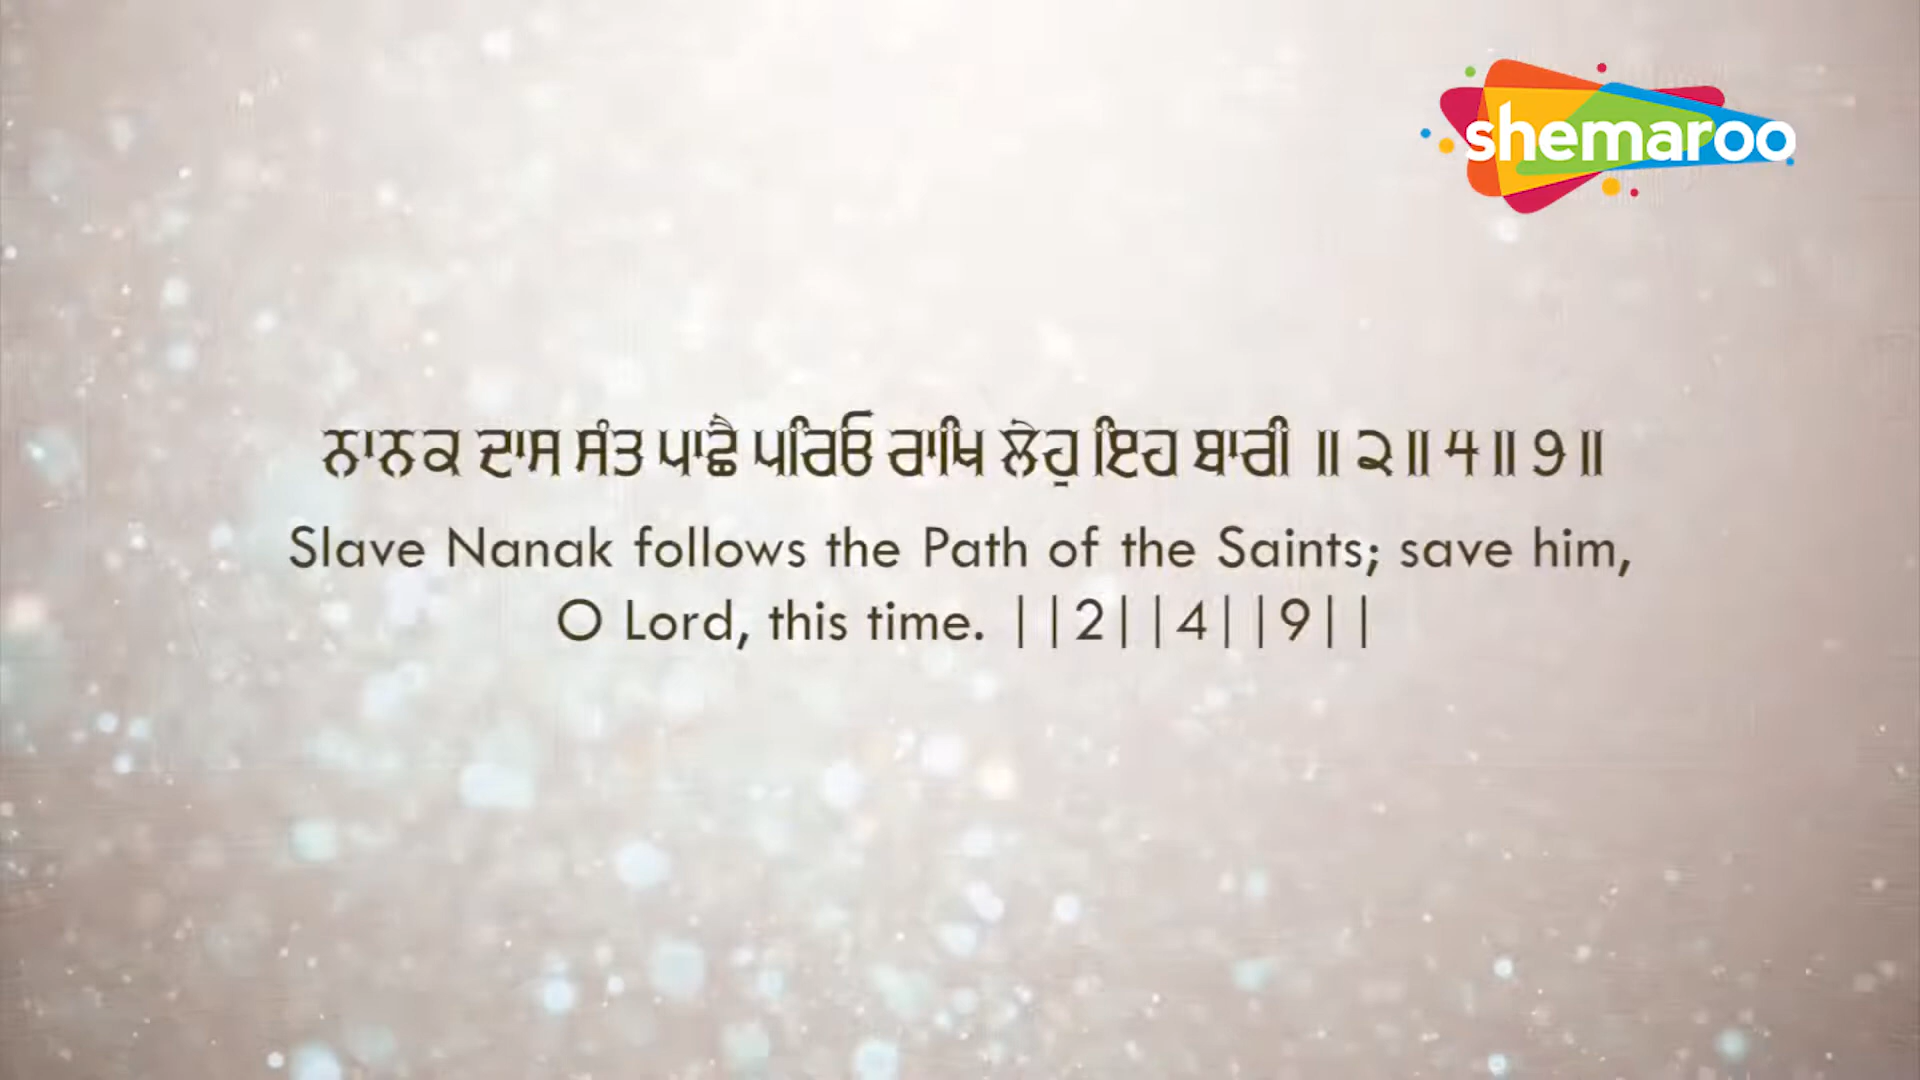 shemaroo
ਨਾਨਕ ਦਾਸ ਸੰਤ ਪਾਛੈ ਪਰਿਓ ਰਾਖਿ ਲੇਹੁ ਇਹ ਬਾਰੀ ॥੨॥੪॥੭॥
Slave Nanak follows the Path of the Saints; save him,
O Lord, this time. ||2||4||9||